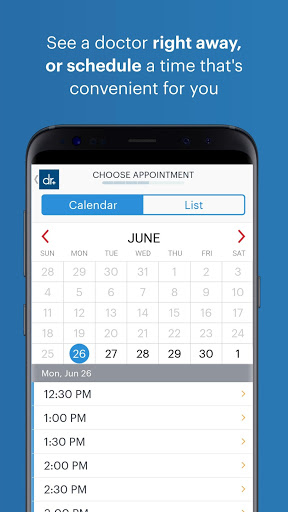 See a doctor right away,
or schedule a time that's
convenient for you
dr+
CHOOSE APPOINTMENT
Calendar List
JUNE
SUN MON TUE WED THU FRI SAT
28 29 30 31 1 2 3
4 5 6 7 8 9 10
11 12 13 14 15 16 17
18 19 20 21 22 23 24
25 26 27 28 29 30 1
Mon, Jun 26
12:30 PM
1:00 PM
1:30 PM
2:00 PM
2:30 PM
3:00 PM